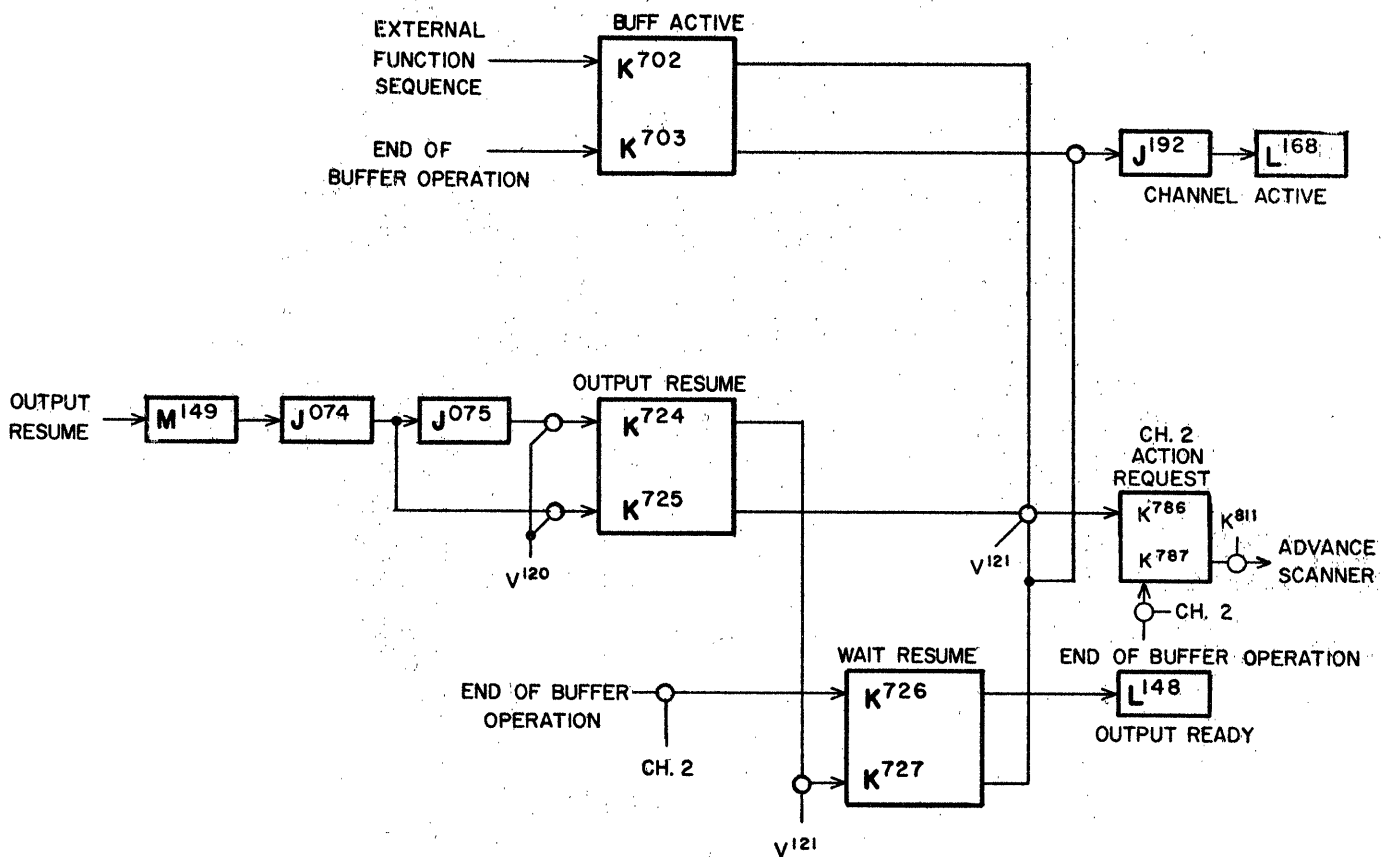 BUFF ACTIVE
EXTERNAL
FUNCTION
SEQUENCE
K702
K703
END OF
BUFFER OPERATION
J192
L168
CHANNEL ACTIVE
OUTPUT
RESUME
M149
J074
J075
OUTPUT RESUME
K724
K725
V120
V121
CH. 2
ACTION
REQUEST
K786
K787
K811
ADVANCE
SCANNER
CH. 2
END OF BUFFER OPERATION
WAIT RESUME
END OF BUFFER
OPERATION
CH. 2
K726
K727
L148
OUTPUT READY
V121